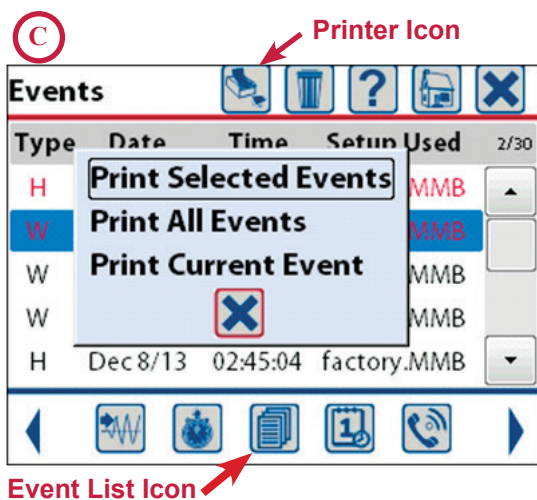 C
Printer Icon
Events ?
Type Date Time Setup Used 2/30
Print Selected Events
Print All Events
Print Current Event
H MMB
W MMB
W
W MMB
H Dec 8/13 02:45:04 factory.MMB
1
Event List Icon